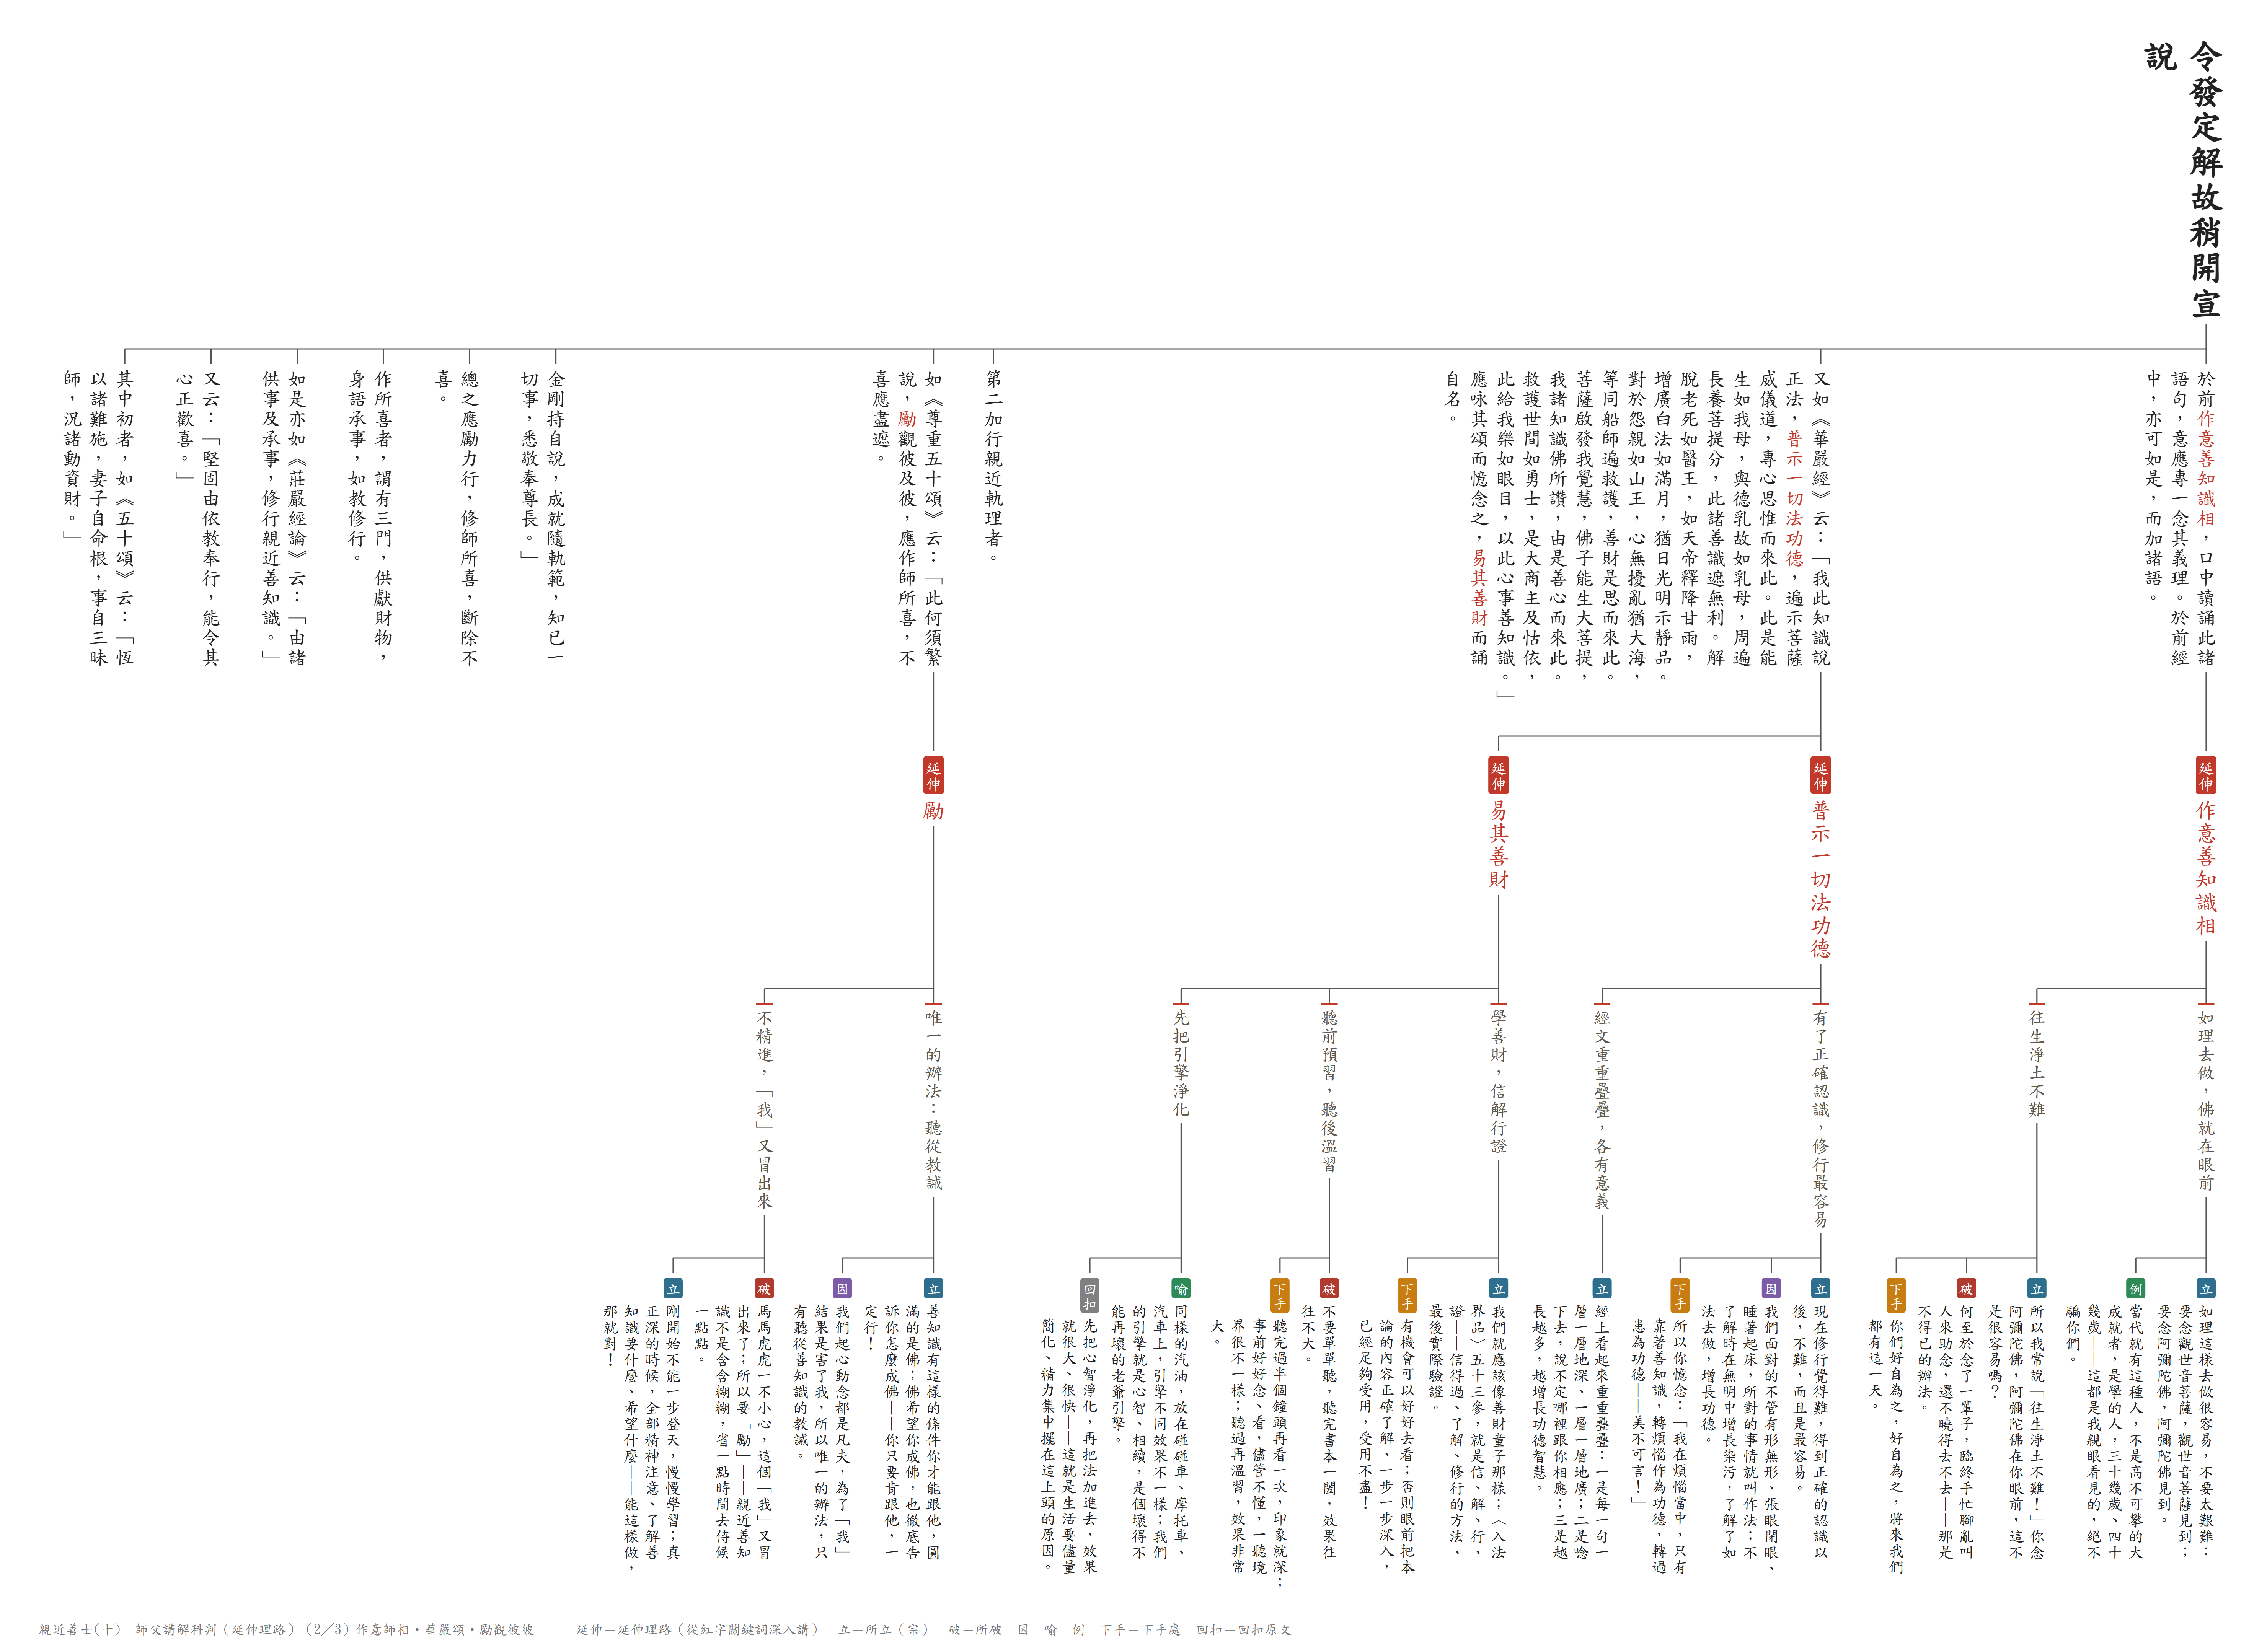 令發定解故稍開宣
說
於前作意善知識相，口中讀誦此諸
語句，意應專一念其義理。於前經
中，亦可如是，而加諸語。
又如《華嚴經》云：「我此知識說
正法，普示一切法功德，遍示菩薩
威儀道，專心思惟而來此。此是能
生如我母，與德乳故如乳母，周遍
長養菩提分，此諸善識遮無利。解
脫老死如醫王，如天帝釋降甘雨，
增廣白法如滿月，猶日光明示靜品。
對於怨親如山王，心無擾亂猶大海，
等同船師遍救護，善財是思而來此。
菩薩啟發我覺慧，佛子能生大菩提，
我諸知識佛所讚，由是善心而來此。
救護世間如勇士，是大商主及怙依，
此給我樂如眼目，以此心事善知識。」
應咏其頌而憶念之，易其善財而誦
自名。
第二加行親近軌理者。
如《尊重五十頌》云：「此何須繁
說，勵觀彼及彼，應作師所喜，不
喜應盡遮。
金剛持自說，成就隨軌範，知已一
切事，悉敬奉尊長。」
總之應勵力行，修師所喜，斷除不
喜。
作所喜者，謂有三門，供獻財物，
身語承事，如教修行。
如是亦如《莊嚴經論》云：「由諸
供事及承事，修行親近善知識。」
又云：「堅固由依教奉行，能令其
心正歡喜。」
其中初者，如《五十頌》云：「恆
以諸難施，妻子自命根，事自三昧
師，況諸動資財。」
延伸
作意善知識相
延伸
普示一切法功德
延伸
易其善財
延伸
勵
如理去做，佛就在眼前
往生淨土不難
有了正確認識，修行最容易
經文重重疊疊，各有意義
學善財，信解行證
聽前預習，聽後溫習
先把引擎淨化
唯一的辦法：聽從教誡
不精進，「我」又冒出來
立
如理這樣去做很容易，不要太艱難：
要念觀世音菩薩，觀世音菩薩見到；
要念阿彌陀佛，阿彌陀佛見到。
例
當代就有這種人，不是高不可攀的大
成就者，是學的人，三十幾歲、四十
幾歲——這都是我親眼看見的，絕不
騙你們。
立
所以我常說「往生淨土不難！」你念
阿彌陀佛，阿彌陀佛在你眼前，這不
是很容易嗎？
破
何至於念了一輩子，臨終手忙腳亂叫
人來助念，還不曉得去不去——那是
不得已的辦法。
下手
你們好自為之，好自為之，將來我們
都有這一天。
立
現在修行覺得難，得到正確的認識以
後，不難，而且是最容易。
因
我們面對的不管有形無形、張眼閉眼、
睡著起床，所對的事情就叫作法；不
了解時在無明中增長染污，了解了如
法去做，增長功德。
下手
所以你憶念：「我在煩惱當中，只有
靠著善知識，轉煩惱作為功德，轉過
患為功德——美不可言！」
立
經上看起來重重疊疊：一是每一句一
層一層地深、一層一層地廣；二是唸
下去，說不定哪裡跟你相應；三是越
長越多，越增長功德智慧。
立
我們就應該像善財童子那樣；〈入法
界品〉五十三參，就是信、解、行、
證——信得過、了解、修行的方法、
最後實際驗證。
下手
有機會可以好好去看；否則眼前把本
論的內容正確了解、一步一步深入，
已經足夠受用，受用不盡！
破
不要單單聽，聽完書本一闔，效果往
往不大。
下手
聽完過半個鐘頭再看一次，印象就深；
事前好好念、看，儘管不懂，一聽境
界很不一樣；聽過再溫習，效果非常
大。
喻
同樣的汽油，放在碰碰車、摩托車、
汽車上，引擎不同效果不一樣；我們
的引擎就是心智、相續，是個壞得不
能再壞的老爺引擎。
回扣
先把心智淨化，再把法加進去，效果
就很大、很快——這就是生活要儘量
簡化、精力集中擺在這上頭的原因。
立
善知識有這樣的條件你才能跟他，圓
滿的是佛；佛希望你成佛，也徹底告
訴你怎麼成佛——你只要肯跟他，一
定行！
因
我們起心動念都是凡夫，為了「我」
結果是害了我，所以唯一的辦法，只
有聽從善知識的教誡。
破
馬馬虎虎一不小心，這個「我」又冒
出來了；所以要「勵」——親近善知
識不是含含糊糊，省一點時間去侍候
一點點。
立
剛開始不能一步登天，慢慢學習；真
正深的時候，全部精神注意、了解善
知識要什麼、希望什麼——能這樣做，
那就對！
親近善士(十)　師父講解科判（延伸理路）（2／3）作意師相・華嚴頌・勵觀彼彼　｜　延伸＝延伸理路（從紅字關鍵詞深入講）　立＝所立（宗）　破＝所破　因　喻　例　下手＝下手處　回扣＝回扣原文